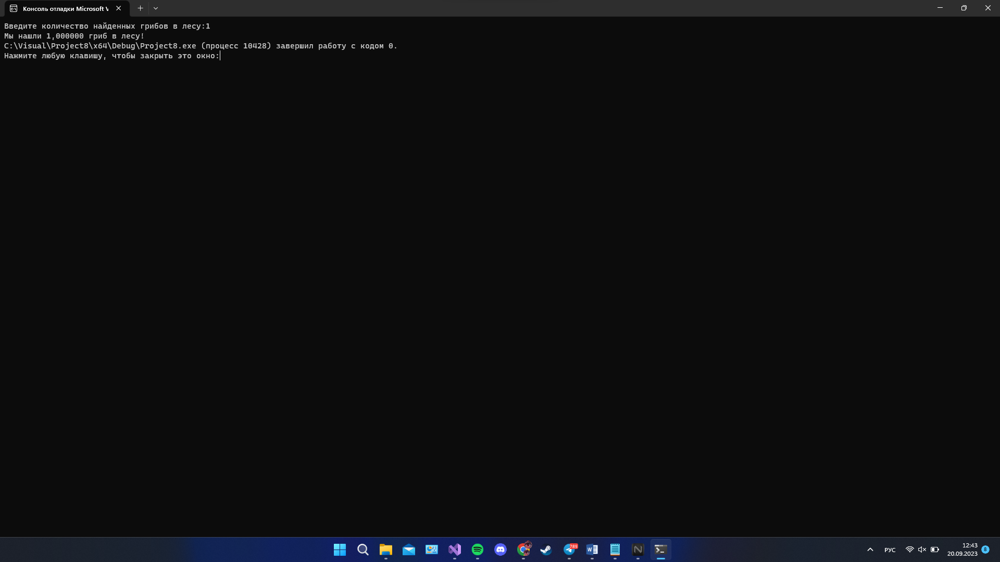 Консоль отладки Microsoft V
Введите количество найденных грибов в лесу:1
Мы нашли 1,000000 гриб в лесу!
C:\Visual\Project8\x64\Debug\Project8.exe (процесс 10428) завершил работу с кодом 0.
Нажмите любую клавишу, чтобы закрыть это окно:
789
РУС
12:43
20.09.2023
8